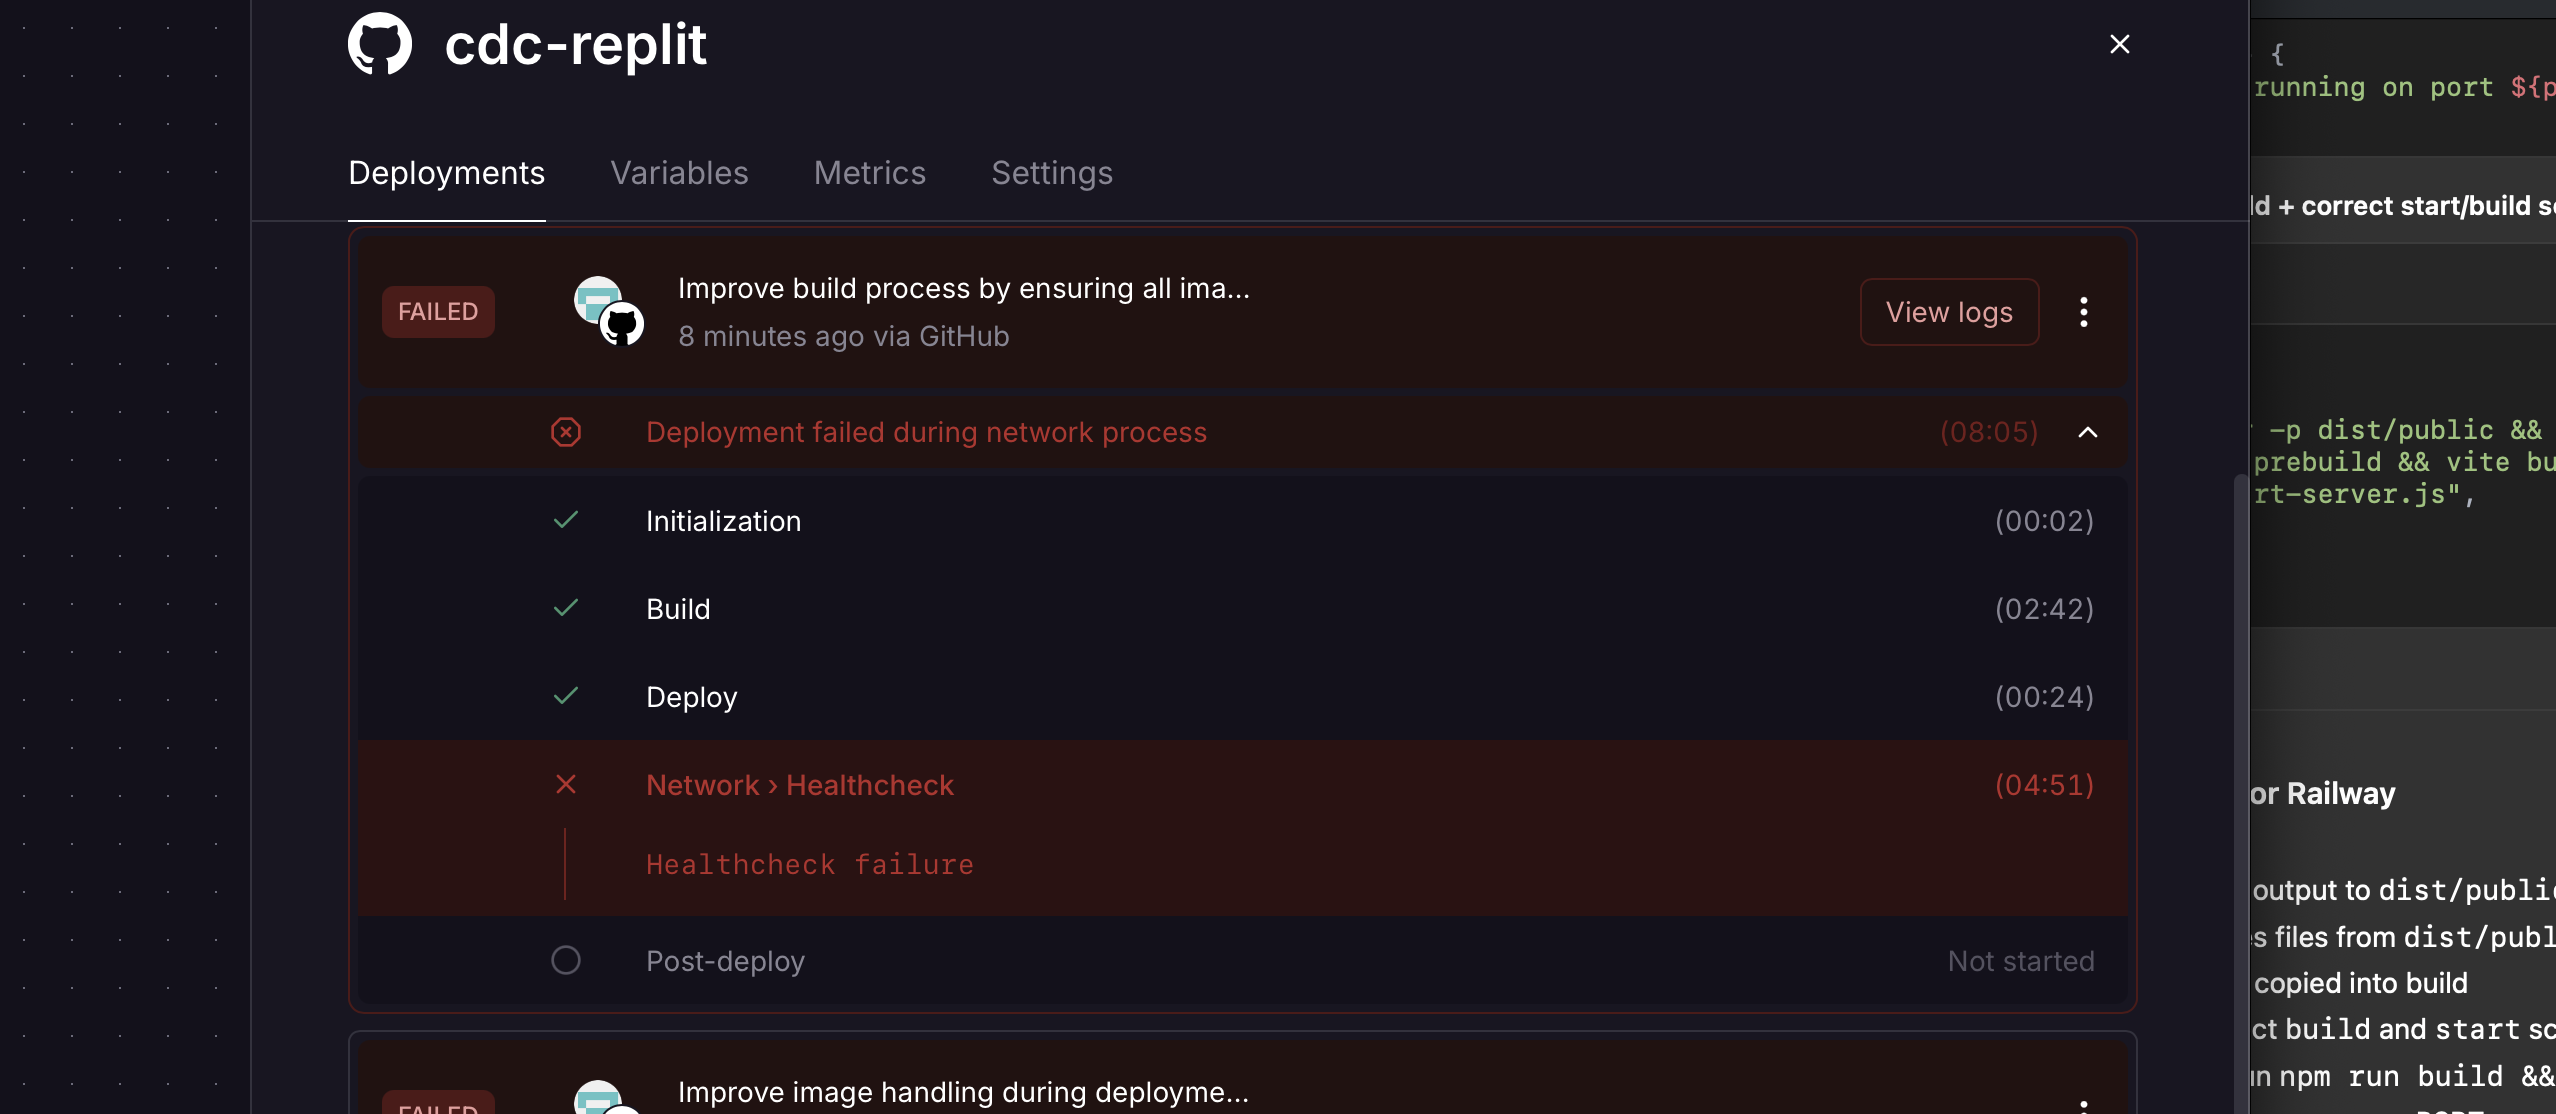 cdc-replit
Deployments
Variables
Metrics
Settings
FAILED
Improve build process by ensuring all ima...
8 minutes ago via GitHub
View logs
Deployment failed during network process
(08:05)
Initialization
(00:02)
Build
(02:42)
Deploy
(00:24)
Network › Healthcheck
(04:51)
Healthcheck failure
Post-deploy
Not started
FAILED
Improve image handling during deployme...
{
running on port ${p
ld + correct start/build s
-p dist/public &&
prebuild && vite bu
rt-server.js",
or Railway
output to dist/public
s files from dist/publ
copied into build
ct build and start sc
un npm run build &&